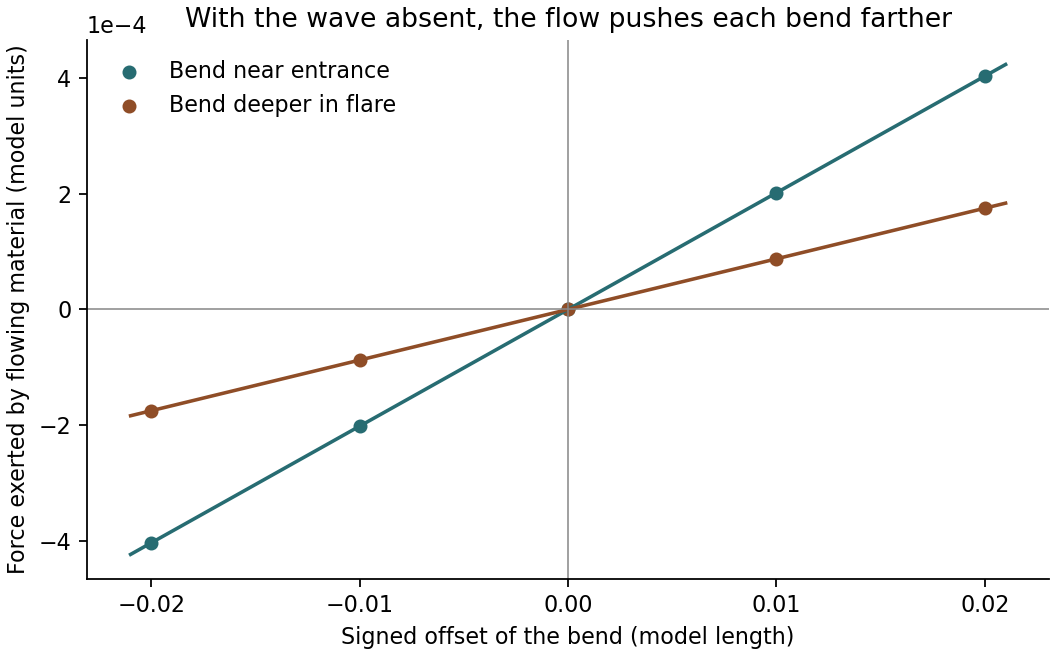 With the wave absent, the flow pushes each bend farther
1e−4
Force exerted by flowing material (model units)
4
2
0
−2
−4
Bend near entrance
Bend deeper in flare
−0.02
−0.01
0.00
0.01
0.02
Signed offset of the bend (model length)